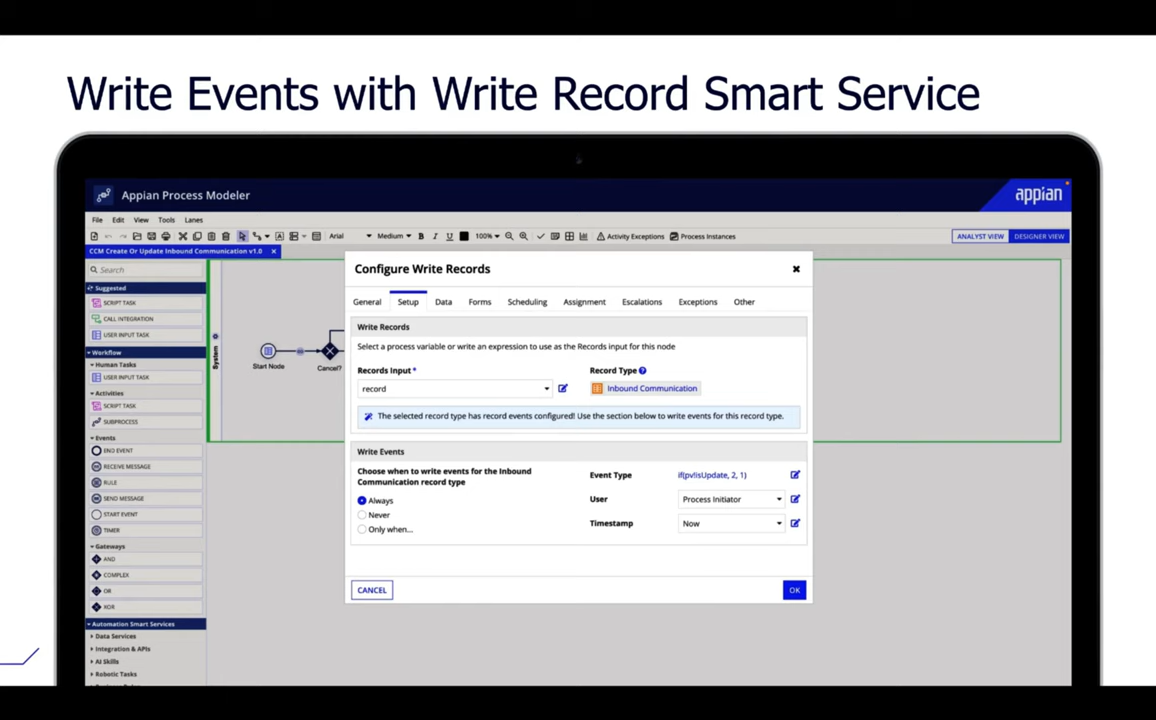 Write Events with Write Record Smart Service
Appian Process Modeler
appian
File Edit View Tools Lanes
Arial Medium B I U 100% Activity Exceptions Process Instances ANALYST VIEW DESIGNER VIEW
CCM Create Or Update Inbound Communication v1.0
Search
Suggested
SCRIPT TASK
CALL INTEGRATION
USER INPUT TASK
Workflow
Human Tasks
USER INPUT TASK
Activities
SCRIPT TASK
SUBPROCESS
Events
END EVENT
RECEIVE MESSAGE
RULE
SEND MESSAGE
START EVENT
TIMER
Gateways
AND
COMPLEX
OR
XOR
Automation Smart Services
Data Services
Integration & APIs
AI Skills
Robotic Tasks
System
Start Node
Cancel?
Configure Write Records
General Setup Data Forms Scheduling Assignment Escalations Exceptions Other
Write Records
Select a process variable or write an expression to use as the Records input for this node
Records Input *
record
Record Type
Inbound Communication
The selected record type has record events configured! Use the section below to write events for this record type.
Write Events
Choose when to write events for the Inbound
Communication record type
Always
Never
Only when...
Event Type if(pv!isUpdate, 2, 1)
User Process Initiator
Timestamp Now
CANCEL
OK